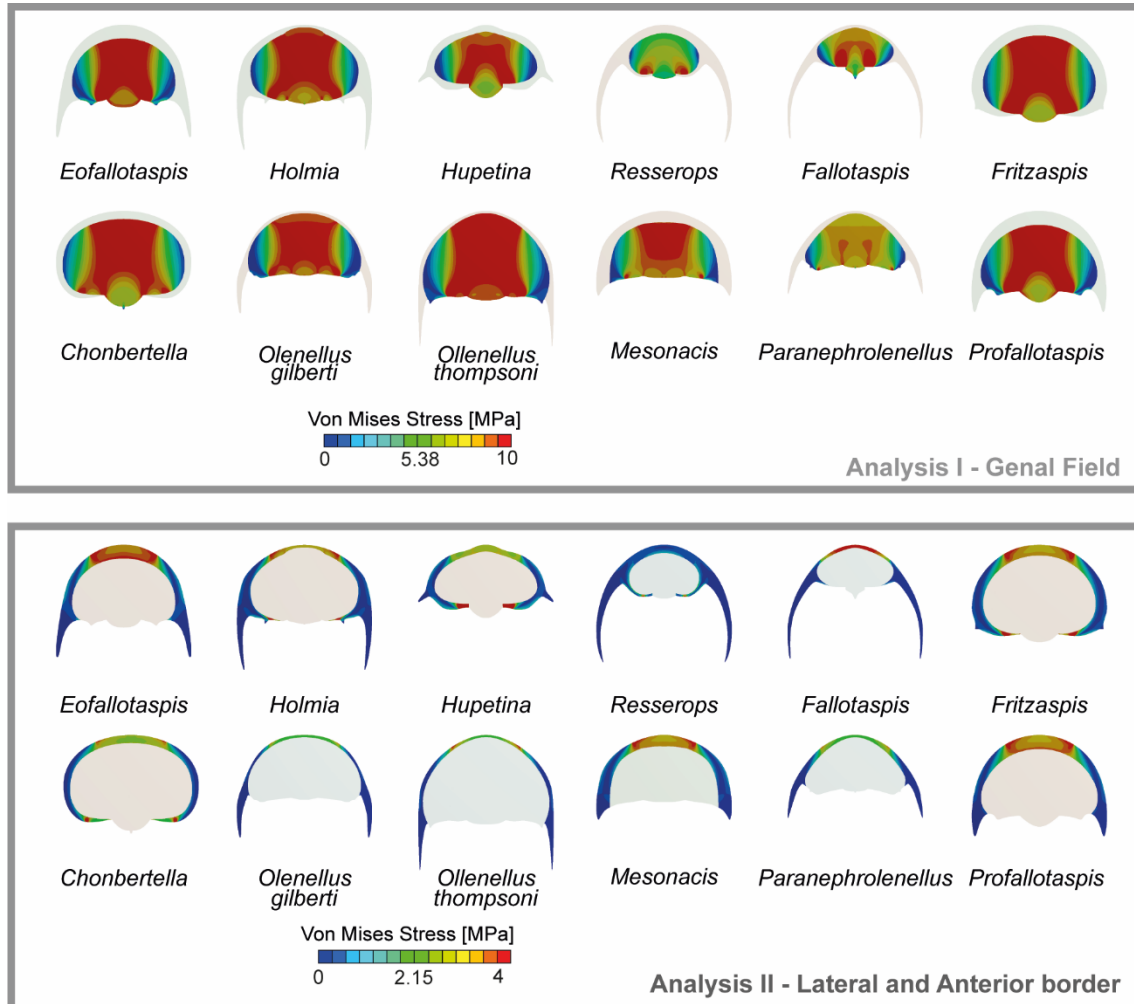 Eofallotaspis Holmia Hupetina Resserops Fallotaspis Fritzaspis
Chonbertella Olenellus gilberti Ollenellus thompsoni Mesonacis Paranephrolenellus Profallotaspis
Von Mises Stress [MPa]
0 5.38 10
Analysis I - Genal Field
Eofallotaspis Holmia Hupetina Resserops Fallotaspis Fritzaspis
Chonbertella Olenellus gilberti Ollenellus thompsoni Mesonacis Paranephrolenellus Profallotaspis
Von Mises Stress [MPa]
0 2.15 4
Analysis II - Lateral and Anterior border